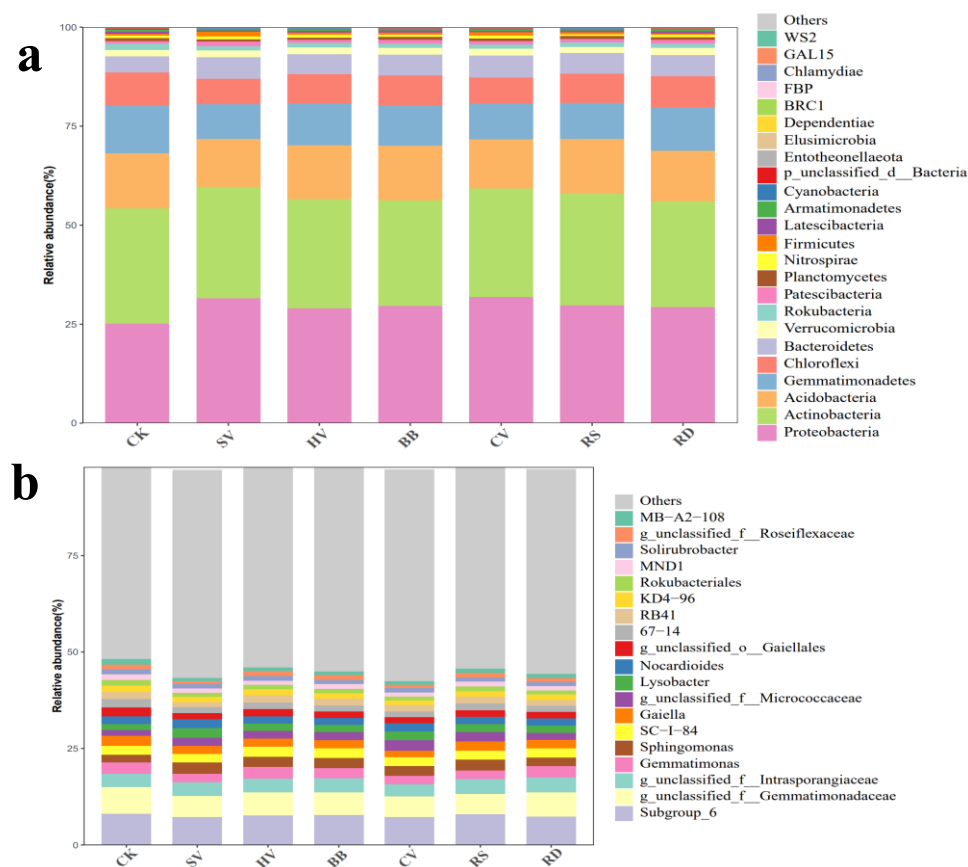 a
Relative abundance(%)
100
75
50
25
0
CK
SV
HV
BB
CV
RS
RD
Others
WS2
GAL15
Chlamydiae
FBP
BRC1
Dependentiae
Elusimicrobia
Entotheonellaeota
p_unclassified_d__Bacteria
Cyanobacteria
Armatimonadetes
Latescibacteria
Firmicutes
Nitrospirae
Planctomycetes
Patescibacteria
Rokubacteria
Verrucomicrobia
Bacteroidetes
Chloroflexi
Gemmatimonadetes
Acidobacteria
Actinobacteria
Proteobacteria
b
Relative abundance(%)
75
50
25
0
CK
SV
HV
BB
CV
RS
RD
Others
MB−A2−108
g_unclassified_f__Roseiflexaceae
Solirubrobacter
MND1
Rokubacteriales
KD4−96
RB41
67−14
g_unclassified_o__Gaiellales
Nocardioides
Lysobacter
g_unclassified_f__Micrococcaceae
Gaiella
SC−I−84
Sphingomonas
Gemmatimonas
g_unclassified_f__Intrasporangiaceae
g_unclassified_f__Gemmatimonadaceae
Subgroup_6